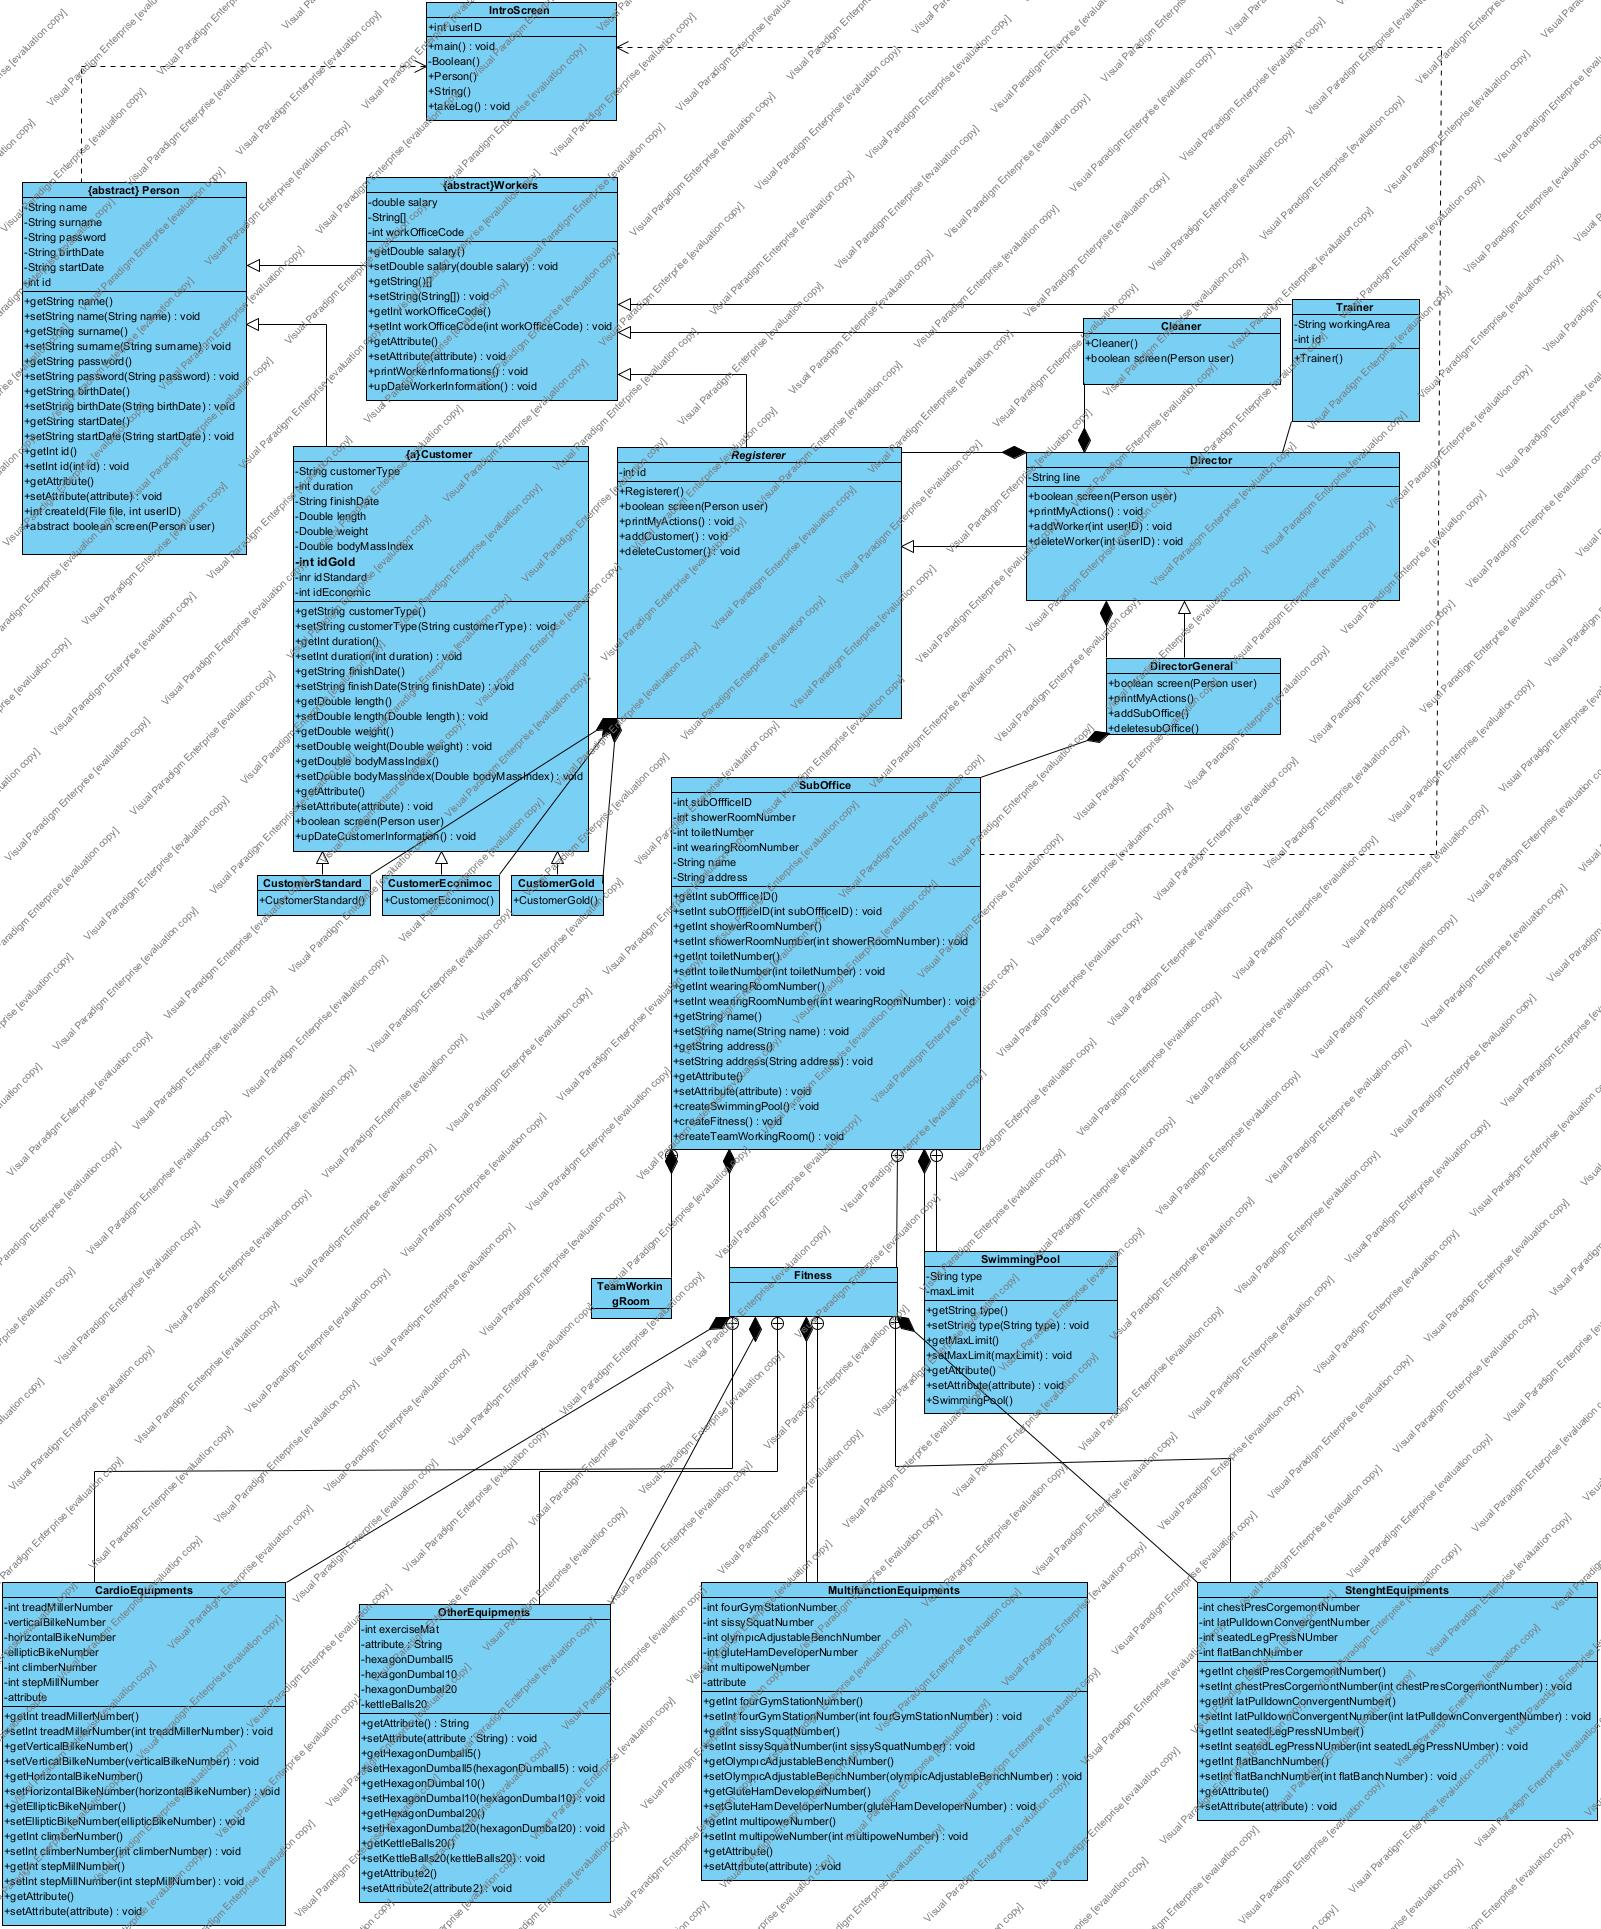 IntroScreen
+int userID
+main() : void
-Boolean()
+Person()
+String()
+takeLog() : void
{abstract} Person
-String name
-String surname
-String password
-String birthDate
-String startDate
-int id
+getString name()
+setString name(String name) : void
+getString surname()
+setString surname(String surname) : void
+getString password()
+setString password(String password) : void
+getString birthDate()
+setString birthDate(String birthDate) : void
+getString startDate()
+setString startDate(String startDate) : void
+getInt id()
+setInt id(int id) : void
+getAttribute()
+setAttribute(attribute) : void
+int createId(File file, int userID)
+abstract boolean screen(Person user)
{abstract}Workers
-double salary
-String[]
-int workOfficeCode
+getDouble salary()
+setDouble salary(double salary) : void
+getString()[]
+setString(String[]) : void
+getInt workOfficeCode()
+setInt workOfficeCode(int workOfficeCode) : void
+getAttribute()
+setAttribute(attribute) : void
+printWorkerInformations() : void
+upDateWorkerInformation() : void
Trainer
-String workingArea
-int id
+Trainer()
Cleaner
+Cleaner()
+boolean screen(Person user)
{a}Customer
-String customerType
-int duration
-String finishDate
-Double length
-Double weight
-Double bodyMassIndex
-int idGold
-inr idStandard
-int idEconomic
+getString customerType()
+setString customerType(String customerType) : void
+getInt duration()
+setInt duration(int duration) : void
+getString finishDate()
+setString finishDate(String finishDate) : void
+getDouble length()
+setDouble length(Double length) : void
+getDouble weight()
+setDouble weight(Double weight) : void
+getDouble bodyMassIndex()
+setDouble bodyMassIndex(Double bodyMassIndex) : void
+getAttribute()
+setAttribute(attribute) : void
+boolean screen(Person user)
+upDateCustomerInformation() : void
Registerer
-int id
+Registerer()
+boolean screen(Person user)
+printMyActions() : void
+addCustomer() : void
+deleteCustomer() : void
Director
-String line
+boolean screen(Person user)
+printMyActions() : void
+addWorker(int userID) : void
+deleteWorker(int userID) : void
DirectorGeneral
+boolean screen(Person user)
+printMyActions()
+addSubOffice()
+deletesubOffice()
CustomerStandard
+CustomerStandard()
CustomerEconimoc
+CustomerEconimoc()
CustomerGold
+CustomerGold()
SubOffice
-int subOffficeID
-int showerRoomNumber
-int toiletNumber
-int wearingRoomNumber
-String name
-String address
+getInt subOffficeID()
+setInt subOffficeID(int subOffficeID) : void
+getInt showerRoomNumber()
+setInt showerRoomNumber(int showerRoomNumber) : void
+getInt toiletNumber()
+setInt toiletNumber(int toiletNumber) : void
+getInt wearingRoomNumber()
+setInt wearingRoomNumber(int wearingRoomNumber) : void
+getString name()
+setString name(String name) : void
+getString address()
+setString address(String address) : void
+getAttribute()
+setAttribute(attribute) : void
+createSwimmingPool() : void
+createFitness() : void
+createTeamWorkingRoom() : void
TeamWorkin
gRoom
Fitness
SwimmingPool
-String type
-maxLimit
+getString type()
+setString type(String type) : void
+getMaxLimit()
+setMaxLimit(maxLimit) : void
+getAttribute()
+setAttribute(attribute) : void
+SwimmingPool()
CardioEquipments
-int treadMillerNumber
-verticalBilkeNumber
-horizontalBikeNumber
-ellipticBikeNumber
-int climberNumber
-int stepMillNumber
-attribute
+getInt treadMillerNumber()
+setInt treadMillerNumber(int treadMillerNumber) : void
+getVerticalBilkeNumber()
+setVerticalBilkeNumber(verticalBilkeNumber) : void
+getHorizontalBikeNumber()
+setHorizontalBikeNumber(horizontalBikeNumber) : void
+getEllipticBikeNumber()
+setEllipticBikeNumber(ellipticBikeNumber) : void
+getInt climberNumber()
+setInt climberNumber(int climberNumber) : void
+getInt stepMillNumber()
+setInt stepMillNumber(int stepMillNumber) : void
+getAttribute()
+setAttribute(attribute) : void
OtherEquipments
-int exerciseMat
-attribute : String
-hexagonDumball5
-hexagonDumbal10
-hexagonDumbal20
-kettleBalls20
+getAttribute() : String
+setAttribute(attribute : String) : void
+getHexagonDumball5()
+setHexagonDumball5(hexagonDumball5) : void
+getHexagonDumbal10()
+setHexagonDumbal10(hexagonDumbal10) : void
+getHexagonDumbal20()
+setHexagonDumbal20(hexagonDumbal20) : void
+getKettleBalls20()
+setKettleBalls20(kettleBalls20) : void
+getAttribute2()
+setAttribute2(attribute2) : void
MultifunctionEquipments
-int fourGymStationNumber
-int sissySquatNumber
-int olympicAdjustableBenchNumber
-int gluteHamDeveloperNumber
-int multipoweNumber
-attribute
+getInt fourGymStationNumber()
+setInt fourGymStationNumber(int fourGymStationNumber) : void
+getInt sissySquatNumber()
+setInt sissySquatNumber(int sissySquatNumber) : void
+getOlympicAdjustableBenchNumber()
+setOlympicAdjustableBenchNumber(olympicAdjustableBenchNumber) : void
+getGluteHamDeveloperNumber()
+setGluteHamDeveloperNumber(gluteHamDeveloperNumber) : void
+getInt multipoweNumber()
+setInt multipoweNumber(int multipoweNumber) : void
+getAttribute()
+setAttribute(attribute) : void
StenghtEquipments
-int chestPresCorgemontNumber
-int latPulldownConvergentNumber
-int seatedLegPressNUmber
-int flatBanchNumber
+getInt chestPresCorgemontNumber()
+setInt chestPresCorgemontNumber(int chestPresCorgemontNumber) : void
+getInt latPulldownConvergentNumber()
+setInt latPulldownConvergentNumber(int latPulldownConvergentNumber) : void
+getInt seatedLegPressNUmber()
+setInt seatedLegPressNUmber(int seatedLegPressNUmber) : void
+getInt flatBanchNumber()
+setInt flatBanchNumber(int flatBanchNumber) : void
+getAttribute()
+setAttribute(attribute) : void
Visual Paradigm Enterprise [evaluation copy]